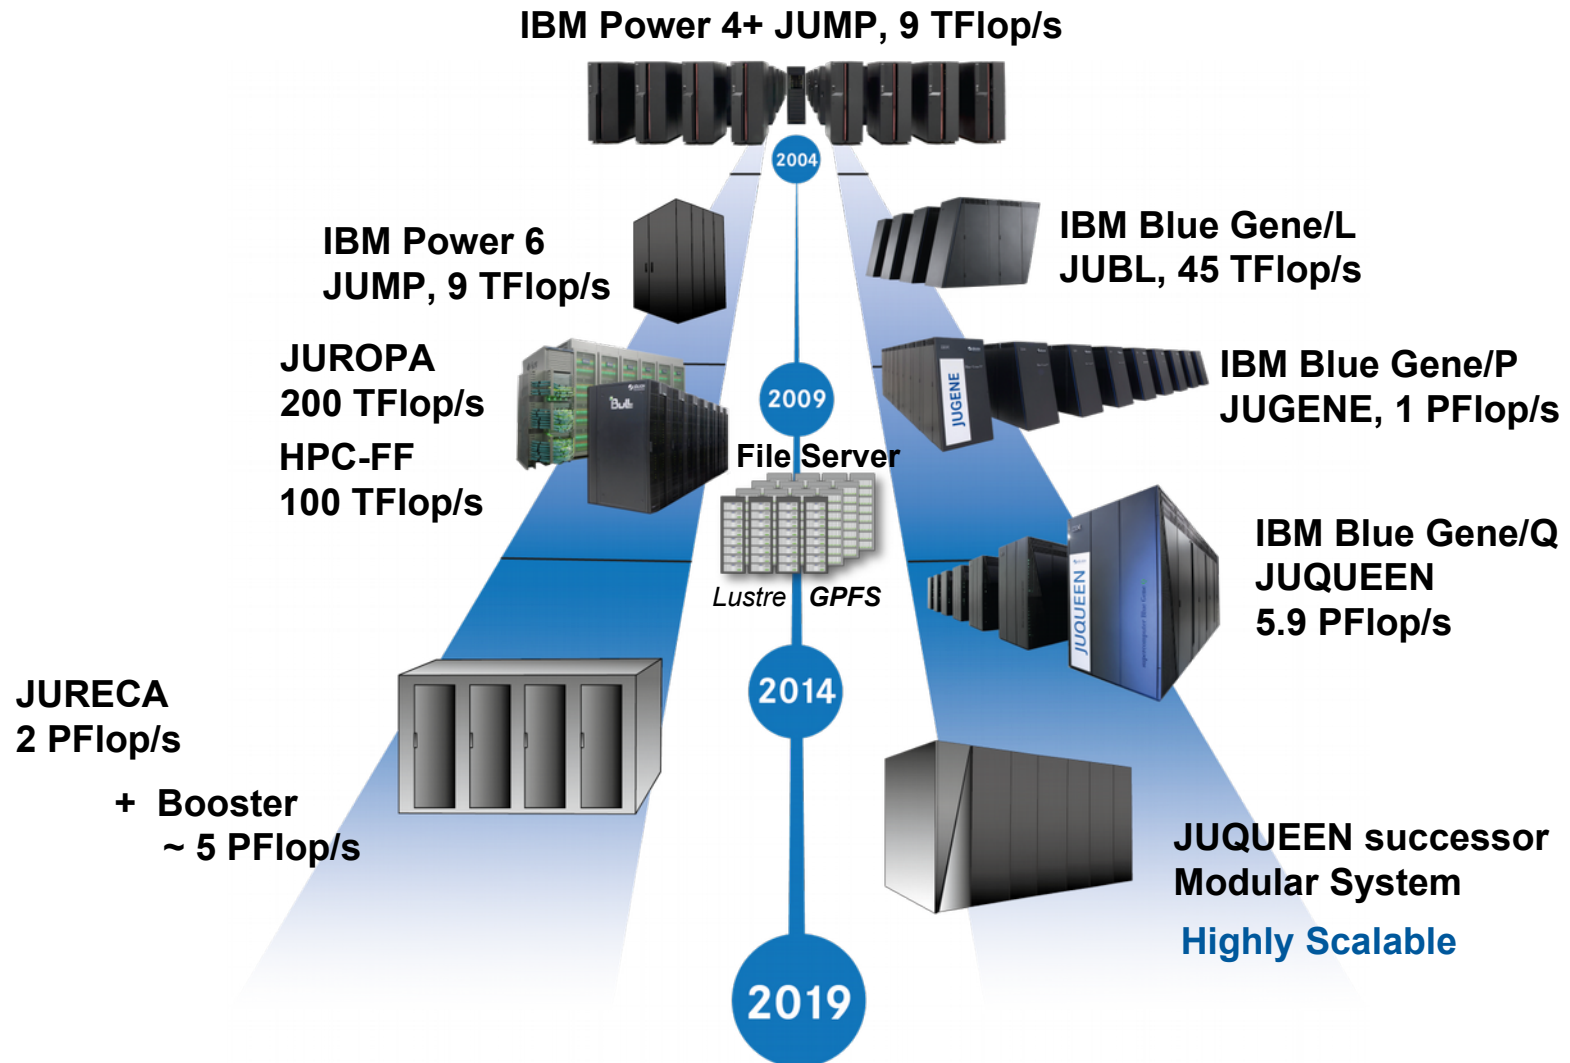 IBM Power 4+ JUMP, 9 TFlop/s
2004
IBM Power 6
JUMP, 9 TFlop/s
IBM Blue Gene/L
JUBL, 45 TFlop/s
JUROPA
200 TFlop/s
HPC-FF
100 TFlop/s
Bull
2009
JUGENE
IBM Blue Gene/P
JUGENE, 1 PFlop/s
File Server
Lustre GPFS
JUQUEEN
IBM Blue Gene/Q
JUQUEEN
5.9 PFlop/s
2014
JURECA
2 PFlop/s
+ Booster
~ 5 PFlop/s
JUQUEEN successor
Modular System
Highly Scalable
2019